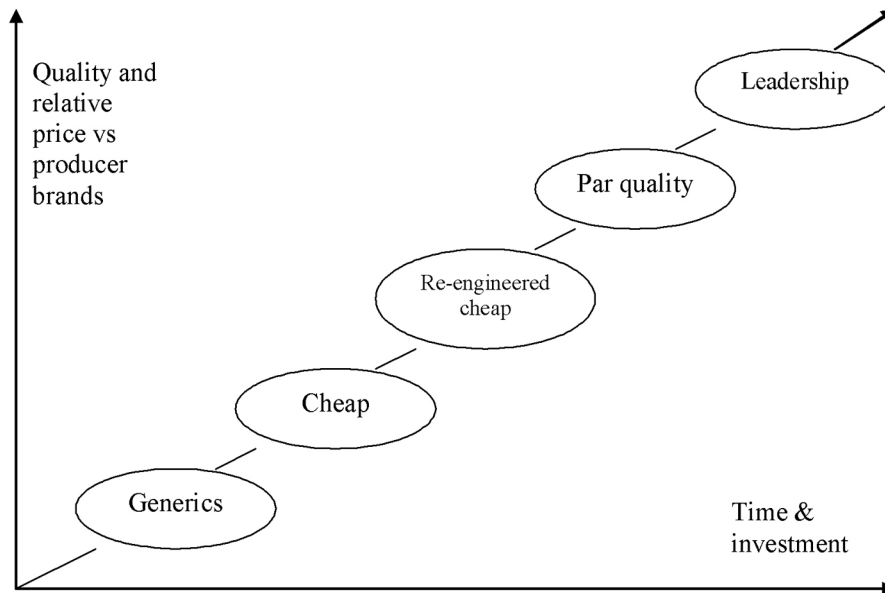 Quality and
relative
price vs
producer
brands
Leadership
Par quality
Re-engineered
cheap
Cheap
Generics
Time &
investment